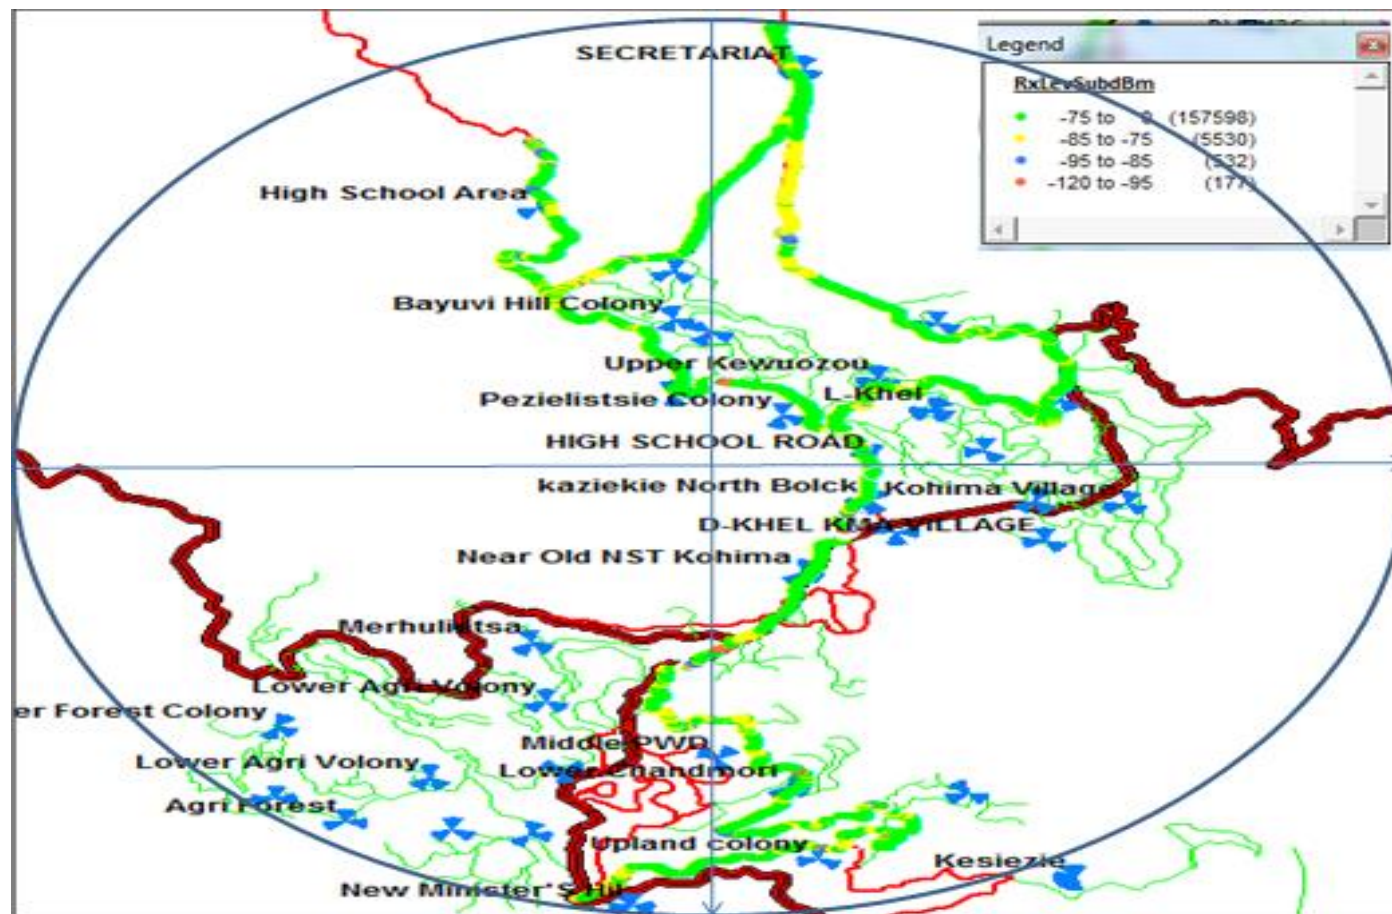 SECRETARIAT
Legend
RxLevSubdBm
-75 to 0 (157598)
-85 to -75 (5530)
-95 to -85 (532)
-120 to -95 (177)
High School Area
Bayuvi Hill Colony
Upper Kewuozou
L-Khel
Pezielistsie Colony
HIGH SCHOOL ROAD
kaziekie North Bolck
Kohima Village
D-KHEL KMA VILLAGE
Near Old NST Kohima
Lower Agri Volony
er Forest Colony
Middle PWD
Lower Agri Volony
Lower Chandmori
Agri Forest
Upland colony
Kesiezie
New Minister'S Hil